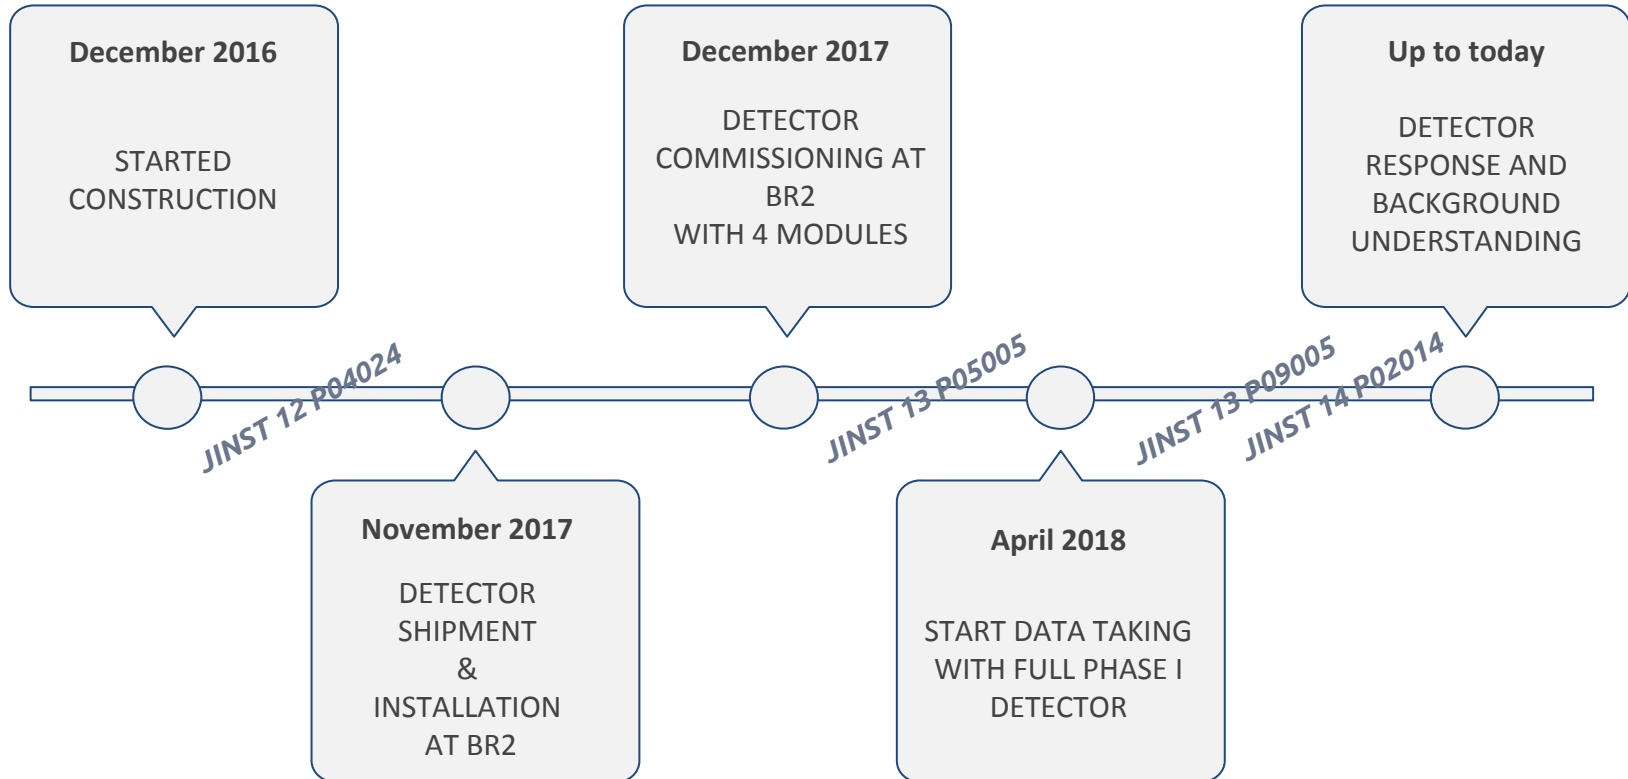 December 2016
STARTED
CONSTRUCTION
December 2017
DETECTOR
COMMISSIONING AT
BR2
WITH 4 MODULES
Up to today
DETECTOR
RESPONSE AND
BACKGROUND
UNDERSTANDING
JINST 12 P04024
JINST 13 P05005
JINST 13 P09005
JINST 14 P02014
November 2017
DETECTOR
SHIPMENT
&
INSTALLATION
AT BR2
April 2018
START DATA TAKING
WITH FULL PHASE I
DETECTOR